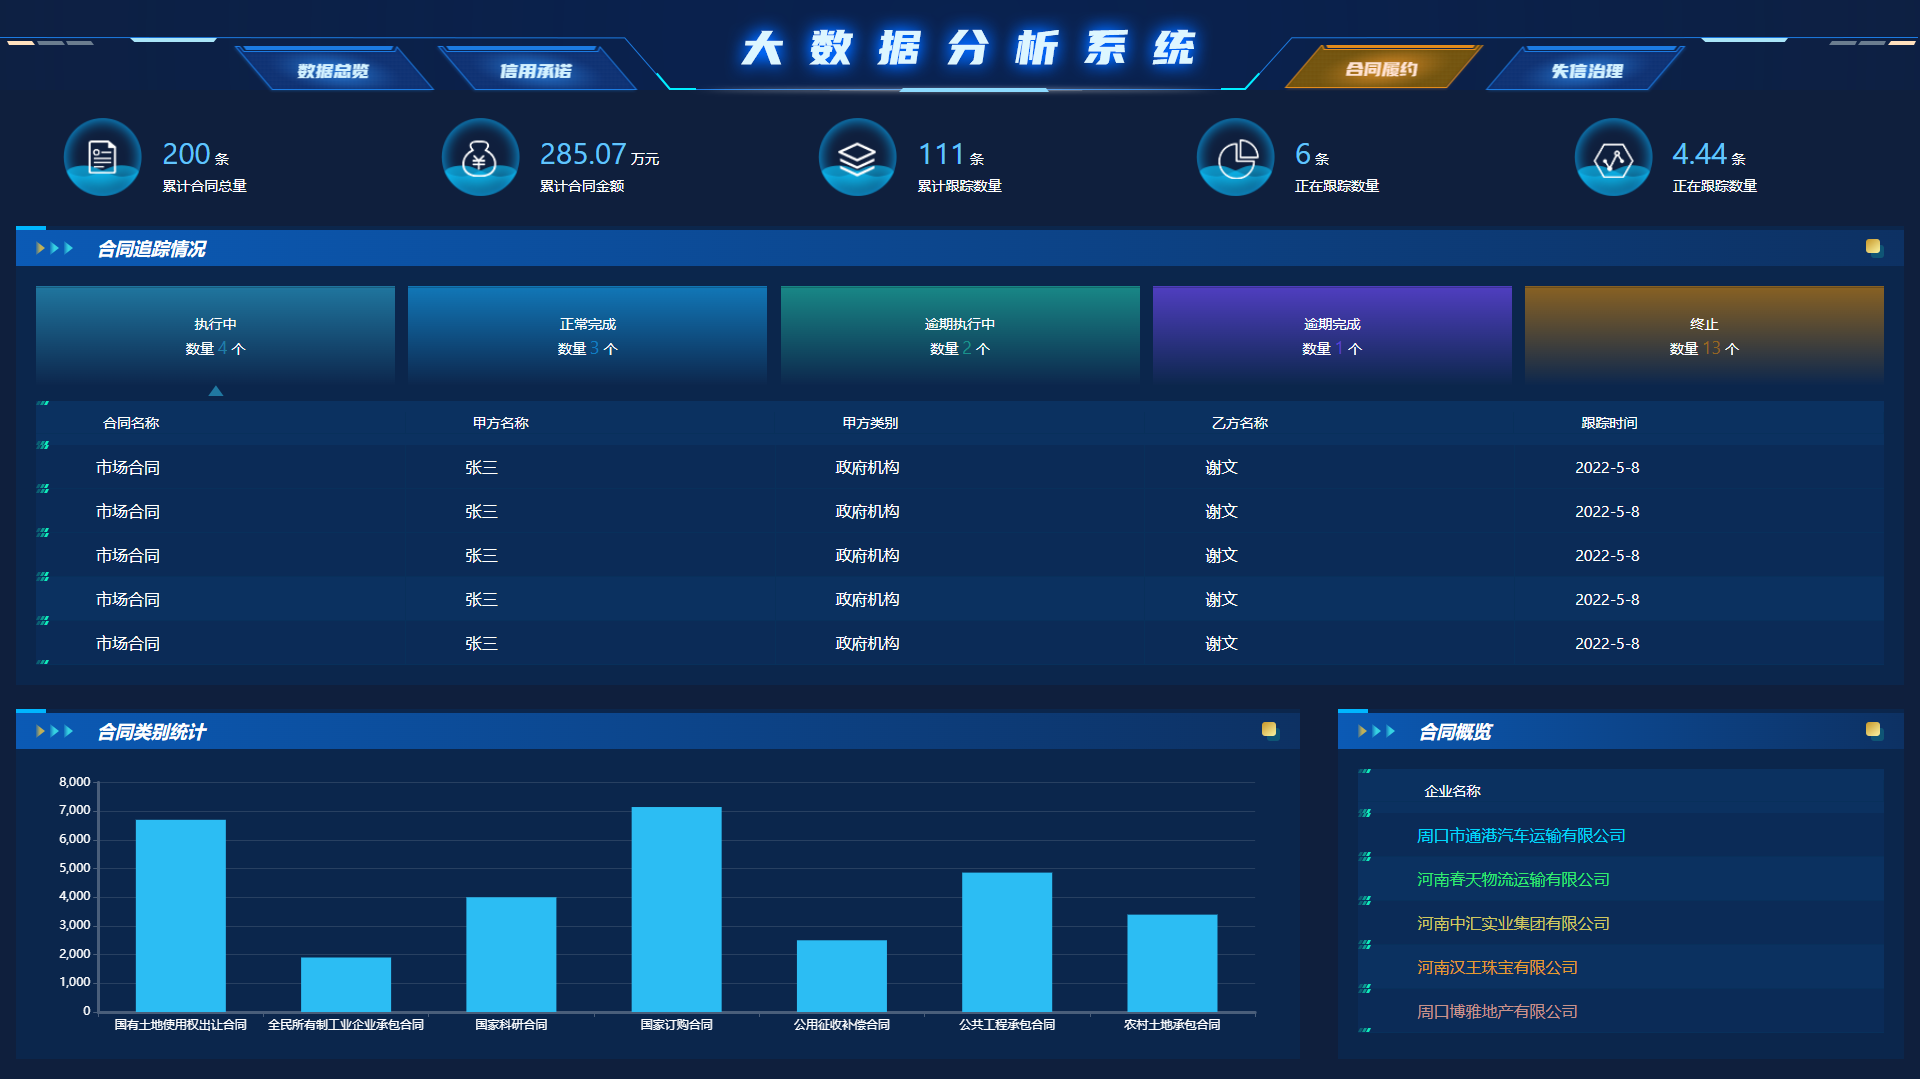 大数据分析系统
数据总览
信用承诺
合同履约
失信治理
200 条
累计合同总量
285.07 万元
累计合同金额
111 条
累计跟踪数量
6 条
正在跟踪数量
4.44 条
正在跟踪数量
合同追踪情况
执行中
数量 4 个
正常完成
数量 3 个
逾期执行中
数量 2 个
逾期完成
数量 1 个
终止
数量 13 个
合同名称 甲方名称 甲方类别 乙方名称 跟踪时间
市场合同 张三 政府机构 谢文 2022-5-8
市场合同 张三 政府机构 谢文 2022-5-8
市场合同 张三 政府机构 谢文 2022-5-8
市场合同 张三 政府机构 谢文 2022-5-8
市场合同 张三 政府机构 谢文 2022-5-8
合同类别统计
8,000
7,000
6,000
5,000
4,000
3,000
2,000
1,000
0
国有土地使用权出让合同 全民所有制工业企业承包合同 国家科研合同 国家订购合同 公用征收补偿合同 公共工程承包合同 农村土地承包合同
合同概览
企业名称
周口市通港汽车运输有限公司
河南春天物流运输有限公司
河南中汇实业集团有限公司
河南汉王珠宝有限公司
周口博雅地产有限公司